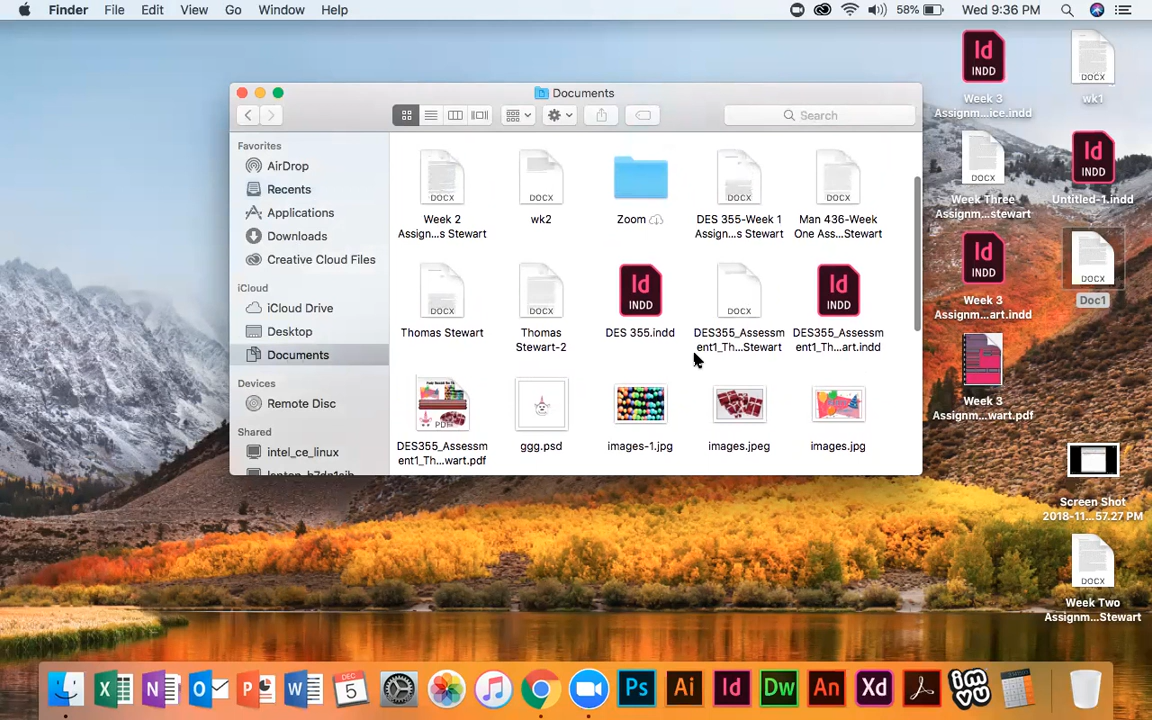 Finder File Edit View Go Window Help
58% Wed 9:36 PM
Documents
Search
Favorites
AirDrop
Recents
Applications
Downloads
Creative Cloud Files
iCloud
iCloud Drive
Desktop
Documents
Devices
Remote Disc
Shared
intel_ce_linux
DOCX
Week 2
Assign...s Stewart
DOCX
wk2
Zoom
DOCX
DES 355-Week 1
Assign...s Stewart
DOCX
Man 436-Week
One Ass...Stewart
DOCX
Thomas Stewart
DOCX
Thomas
Stewart-2
Id
INDD
DES 355.indd
DOCX
DES355_Assessm
ent1_Th...Stewart
Id
INDD
DES355_Assessm
ent1_Th...art.indd
PDF
DES355_Assessm
ent1_Th...wart.pdf
ggg.psd
images-1.jpg
images.jpeg
images.jpg
Id
INDD
Week 3
Assignm...ice.indd
DOCX
wk1
DOCX
Week Three
Assignm...stewart
Id
INDD
Untitled-1.indd
Id
INDD
Week 3
Assignm...art.indd
DOCX
Doc1
Week 3
Assignm...wart.pdf
Screen Shot
2018-11...57.27 PM
DOCX
Week Two
Assignm...Stewart
DEC
5
Ps Ai Id Dw An Xd
imvu